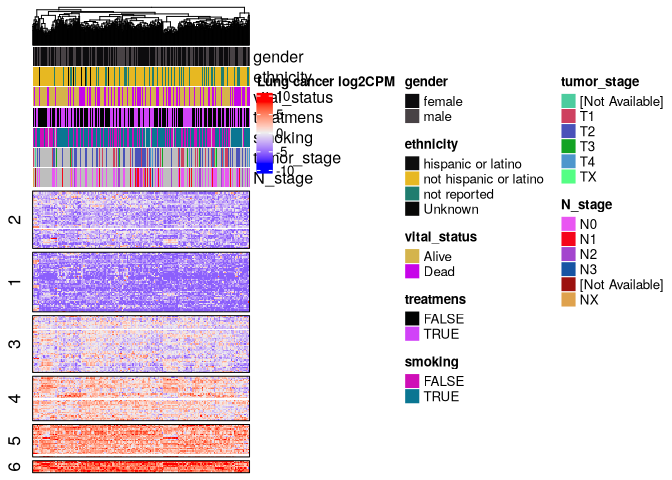 gender
ethnicity
vital_status
treatmens
smoking
tumor_stage
N_stage
2
1
3
4
5
6
Lung cancer log2CPM
10
5
0
-5
-10
gender
female
male
ethnicity
hispanic or latino
not hispanic or latino
not reported
Unknown
vital_status
Alive
Dead
treatmens
FALSE
TRUE
smoking
FALSE
TRUE
tumor_stage
[Not Available]
T1
T2
T3
T4
TX
N_stage
N0
N1
N2
N3
[Not Available]
NX